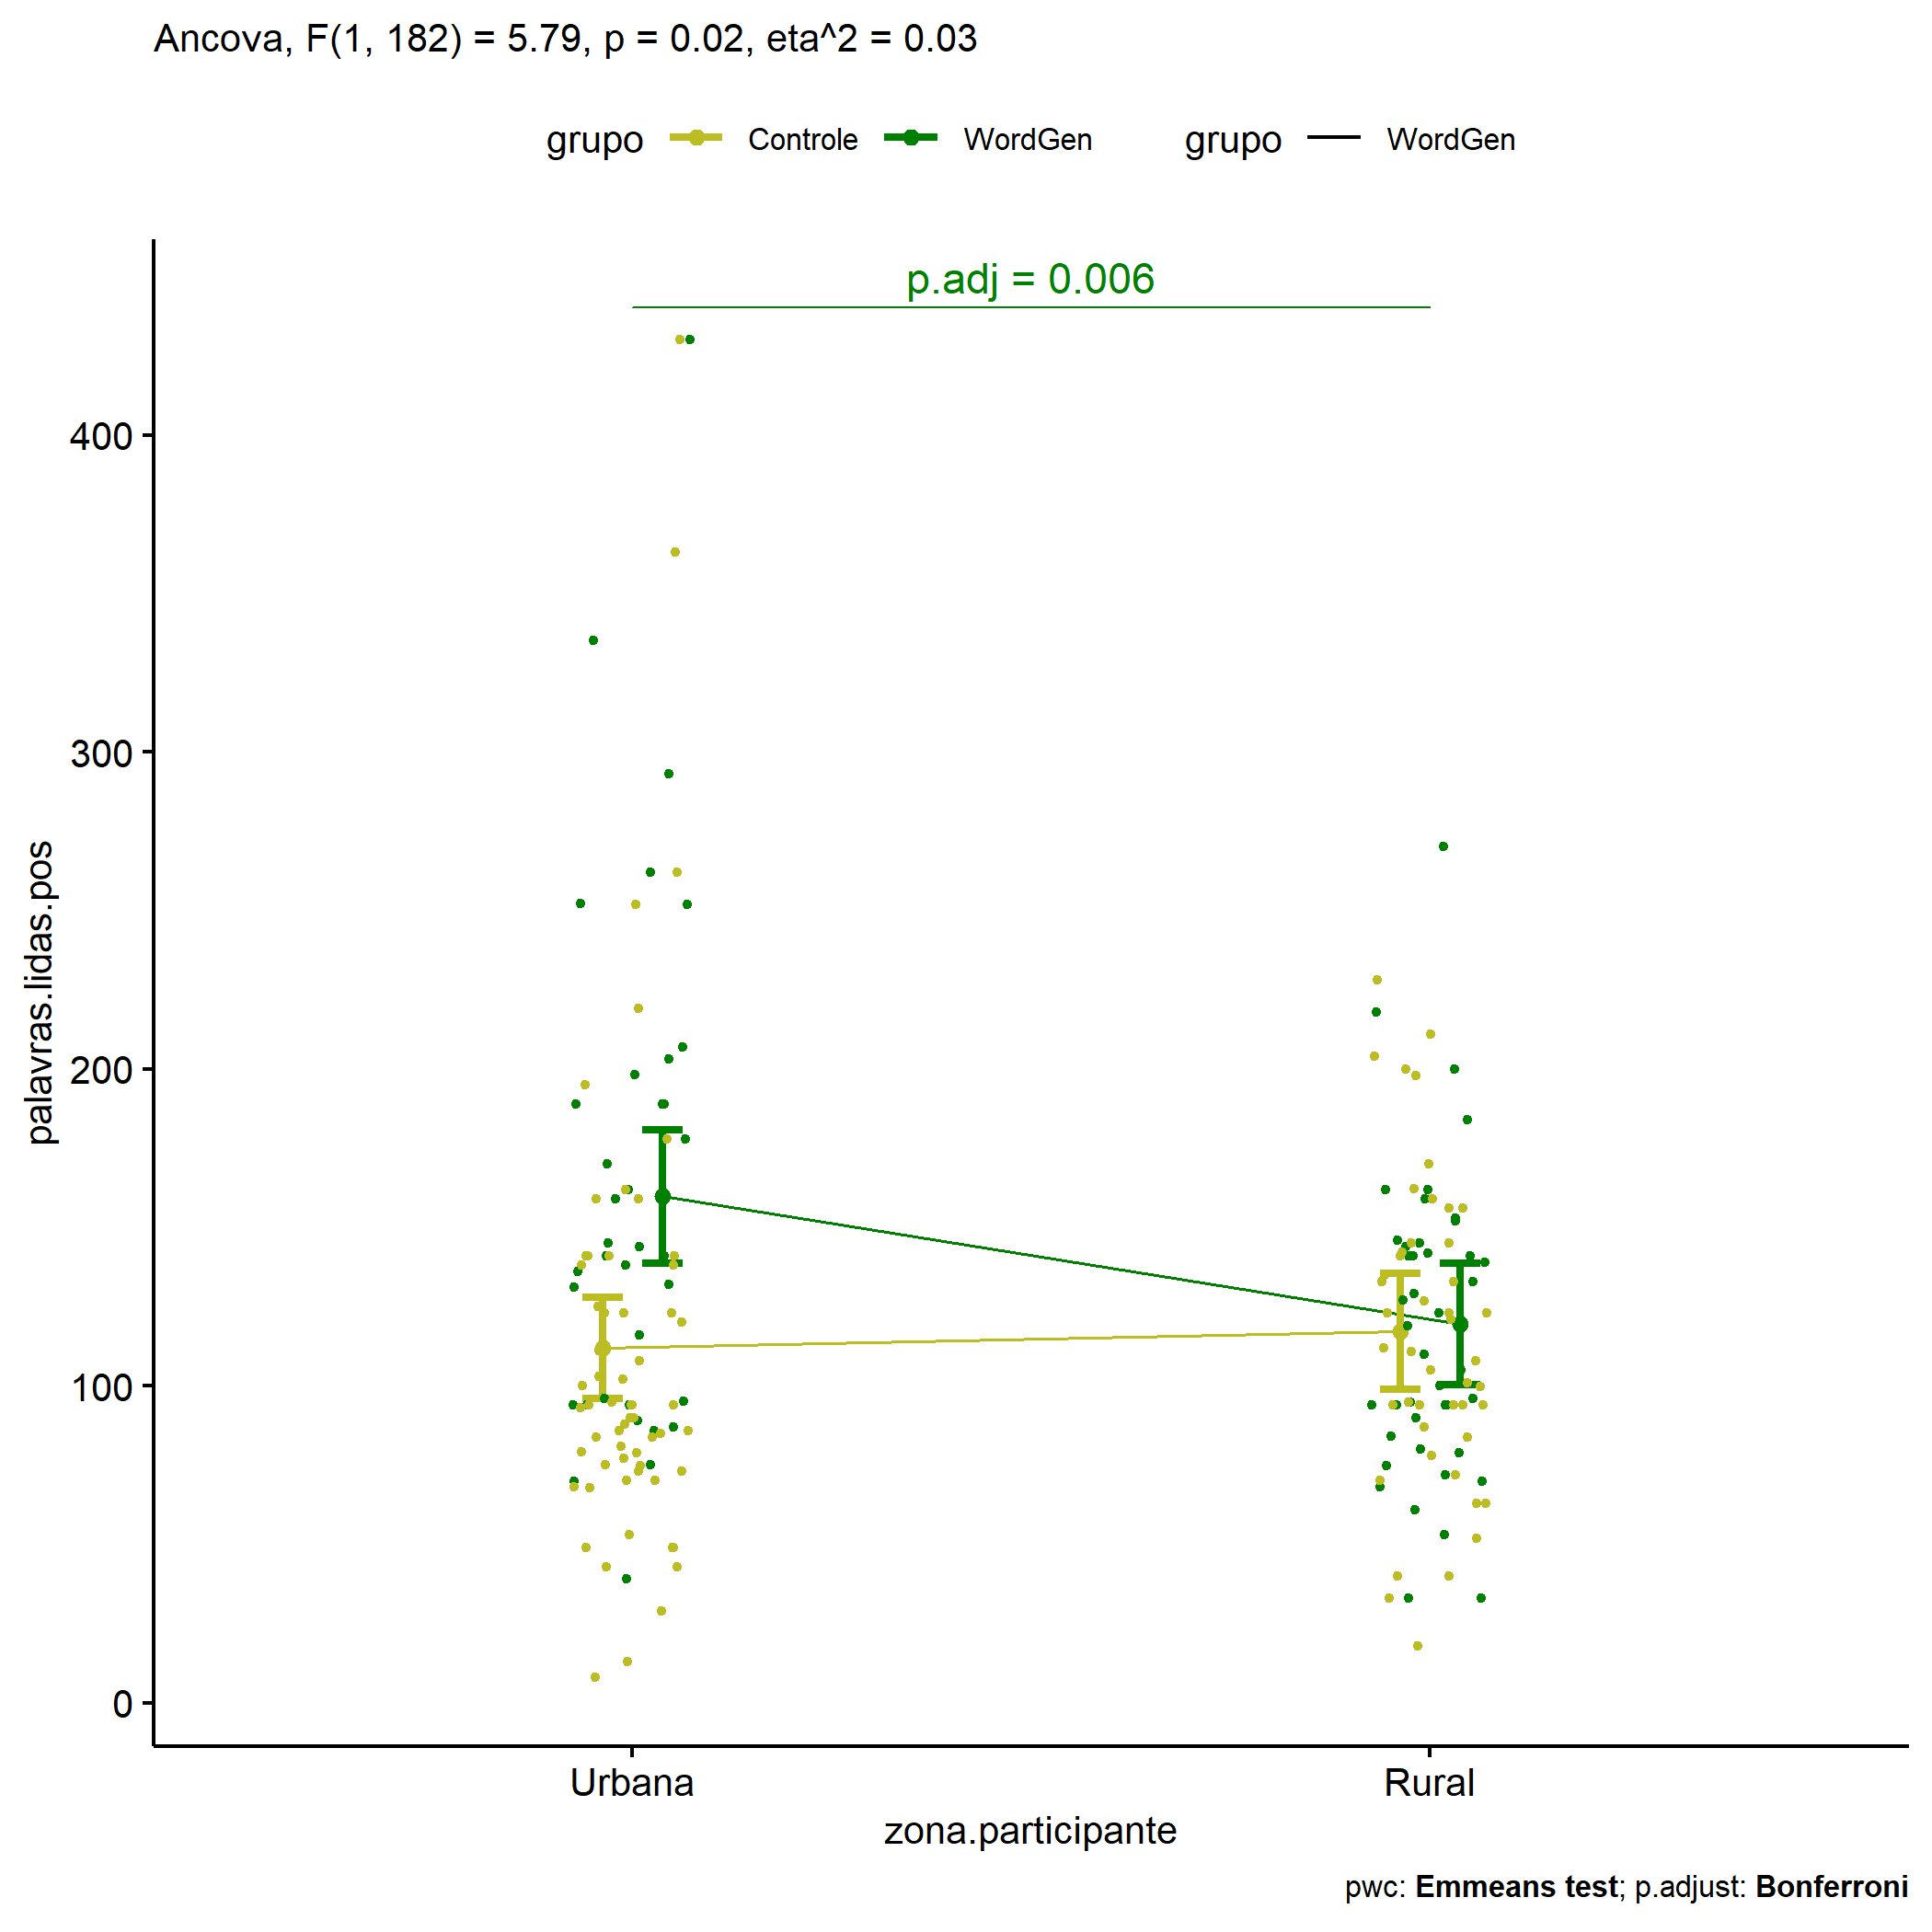 Ancova, F(1, 182) = 5.79, p = 0.02, eta^2 = 0.03
grupo Controle WordGen grupo WordGen
p.adj = 0.006
400
300
200
100
0
palavras.lidas.pos
Urbana Rural
zona.participante
pwc: Emmeans test; p.adjust: Bonferroni